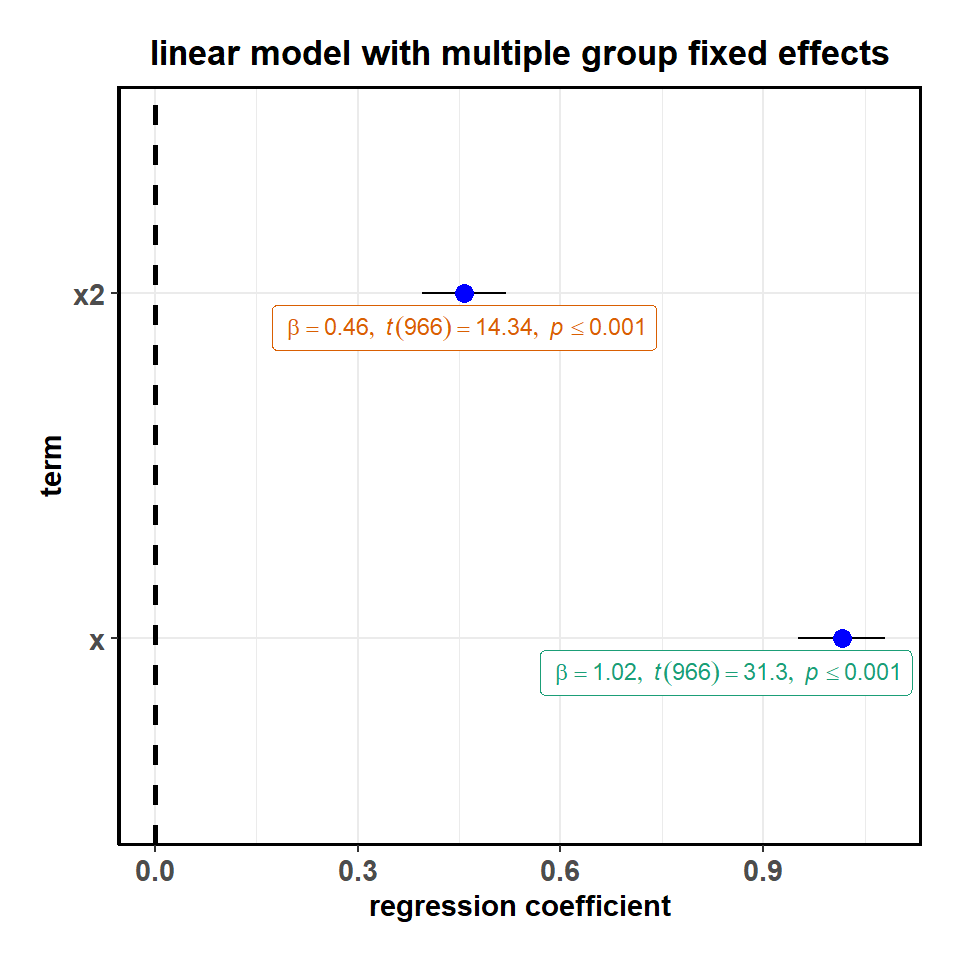 linear model with multiple group fixed effects
term
x2
β = 0.46, t(966) = 14.34, p ≤ 0.001
x
β = 1.02, t(966) = 31.3, p ≤ 0.001
0.0 0.3 0.6 0.9
regression coefficient